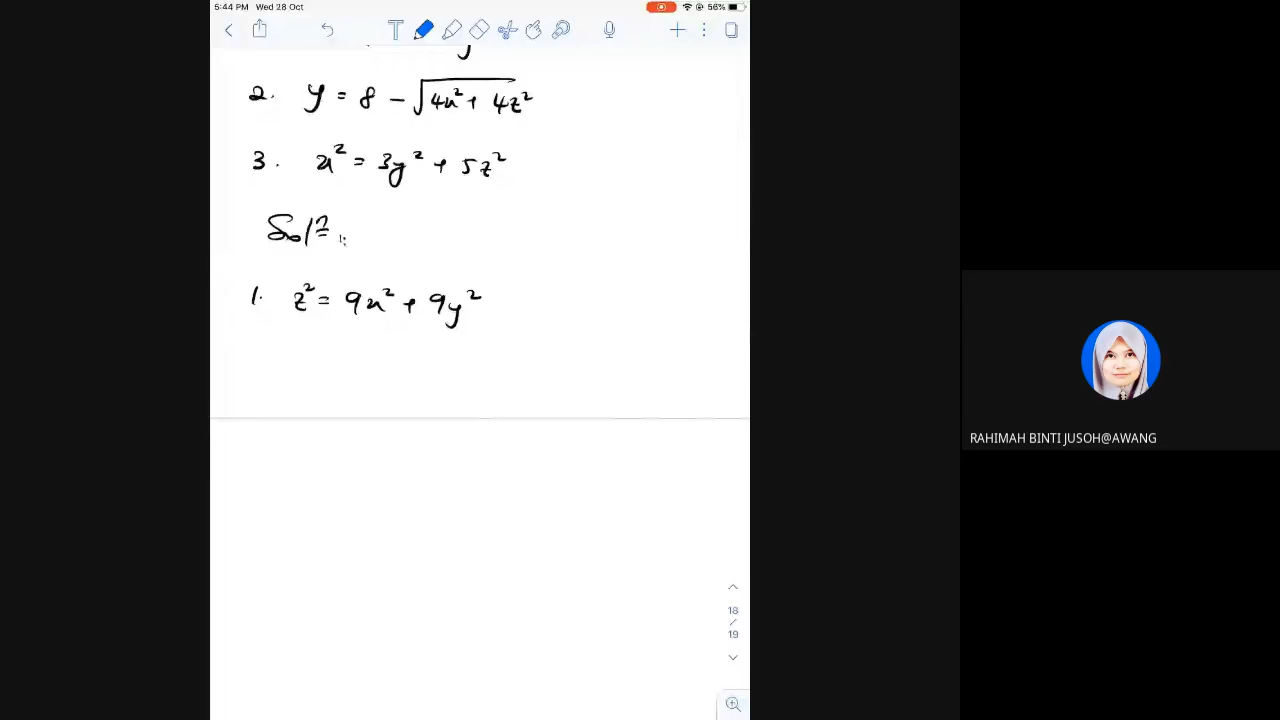 5:44 PM Wed 28 Oct
56%
2. y = 8 - √(4x² + 4z²)
3. x² = 3y² + 5z²
Solⁿ
1. z² = 9x² + 9y²
RAHIMAH BINTI JUSOH@AWANG
18
/
19